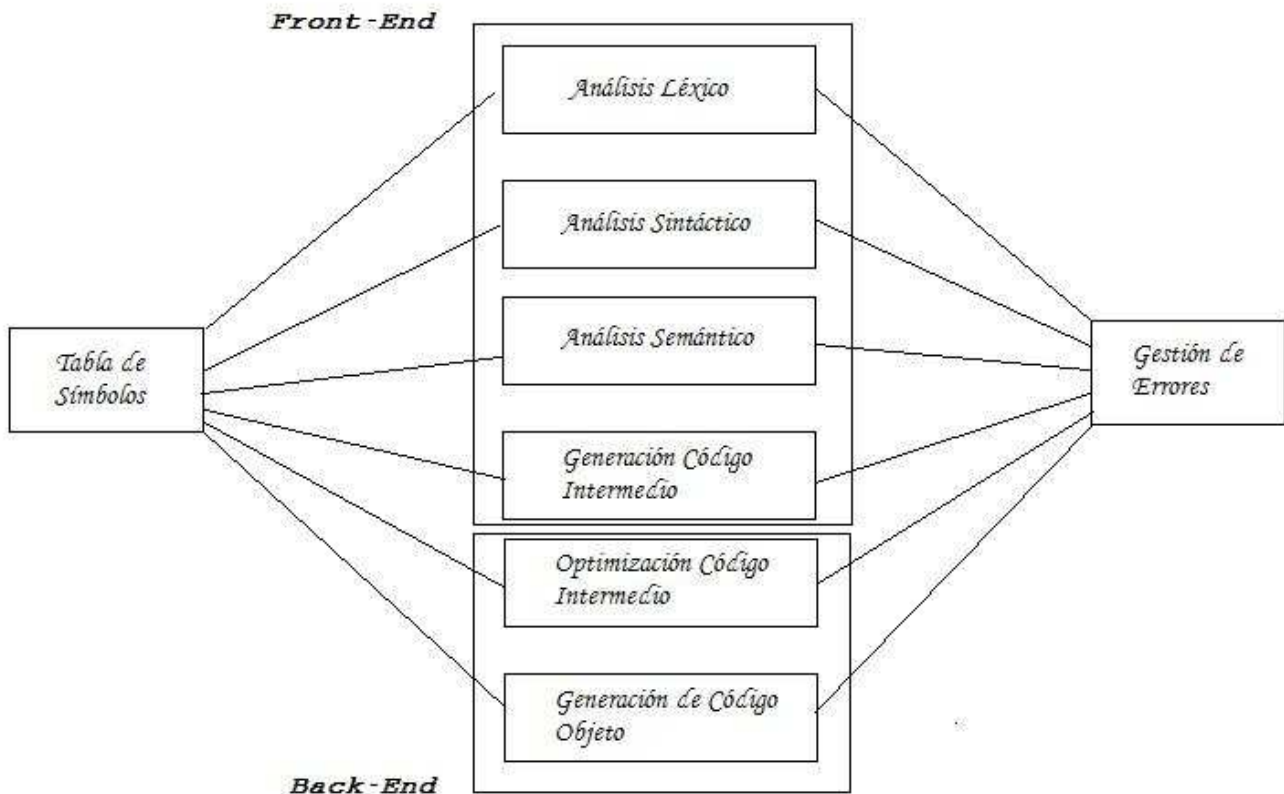 Front-End
Análisis Léxico
Análisis Sintáctico
Análisis Semántico
Tabla de
Símbolos
Gestión de
Errores
Generación Código
Intermedio
Optimización Código
Intermedio
Generación de Código
Objeto
Back-End